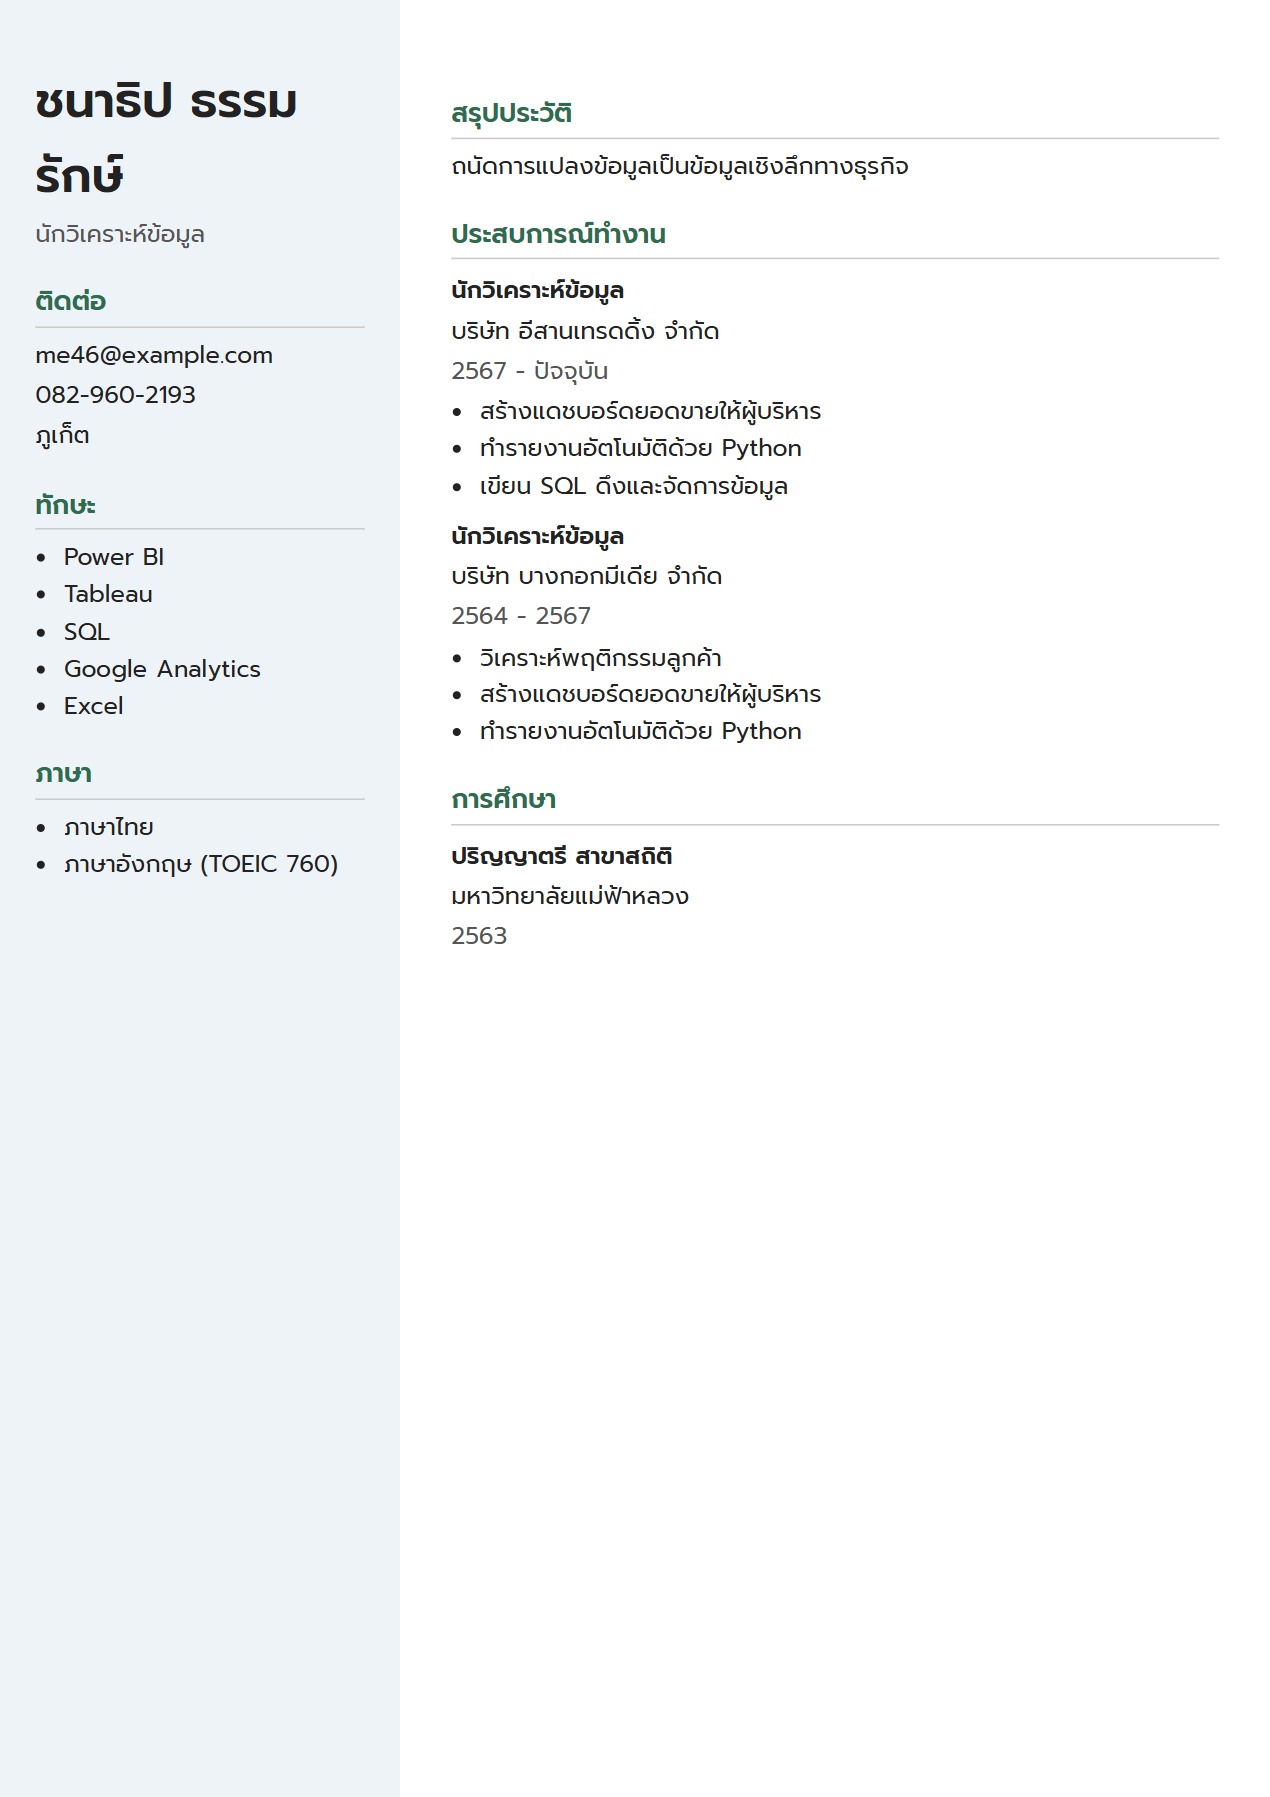 ชนาธิป ธรรม
รักษ์
นักวิเคราะห์ข้อมูล
ติดต่อ
me46@example.com
082-960-2193
ภูเก็ต
ทักษะ
• Power BI
• Tableau
• SQL
• Google Analytics
• Excel
ภาษา
• ภาษาไทย
• ภาษาอังกฤษ (TOEIC 760)
สรุปประวัติ
ถนัดการแปลงข้อมูลเป็นข้อมูลเชิงลึกทางธุรกิจ
ประสบการณ์ทำงาน
นักวิเคราะห์ข้อมูล
บริษัท อีสานเทรดดิ้ง จำกัด
2567 - ปัจจุบัน
• สร้างแดชบอร์ดยอดขายให้ผู้บริหาร
• ทำรายงานอัตโนมัติด้วย Python
• เขียน SQL ดึงและจัดการข้อมูล
นักวิเคราะห์ข้อมูล
บริษัท บางกอกมีเดีย จำกัด
2564 - 2567
• วิเคราะห์พฤติกรรมลูกค้า
• สร้างแดชบอร์ดยอดขายให้ผู้บริหาร
• ทำรายงานอัตโนมัติด้วย Python
การศึกษา
ปริญญาตรี สาขาสถิติ
มหาวิทยาลัยแม่ฟ้าหลวง
2563